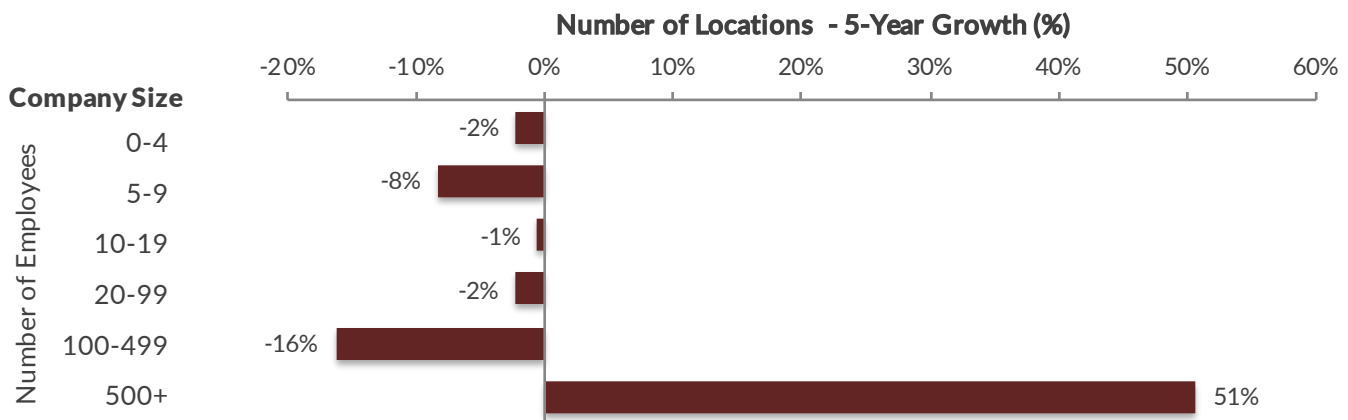 Number of Locations - 5-Year Growth (%)
-20% -10% 0% 10% 20% 30% 40% 50% 60%
Company Size
Number of Employees
0-4 -2%
5-9 -8%
10-19 -1%
20-99 -2%
100-499 -16%
500+ 51%